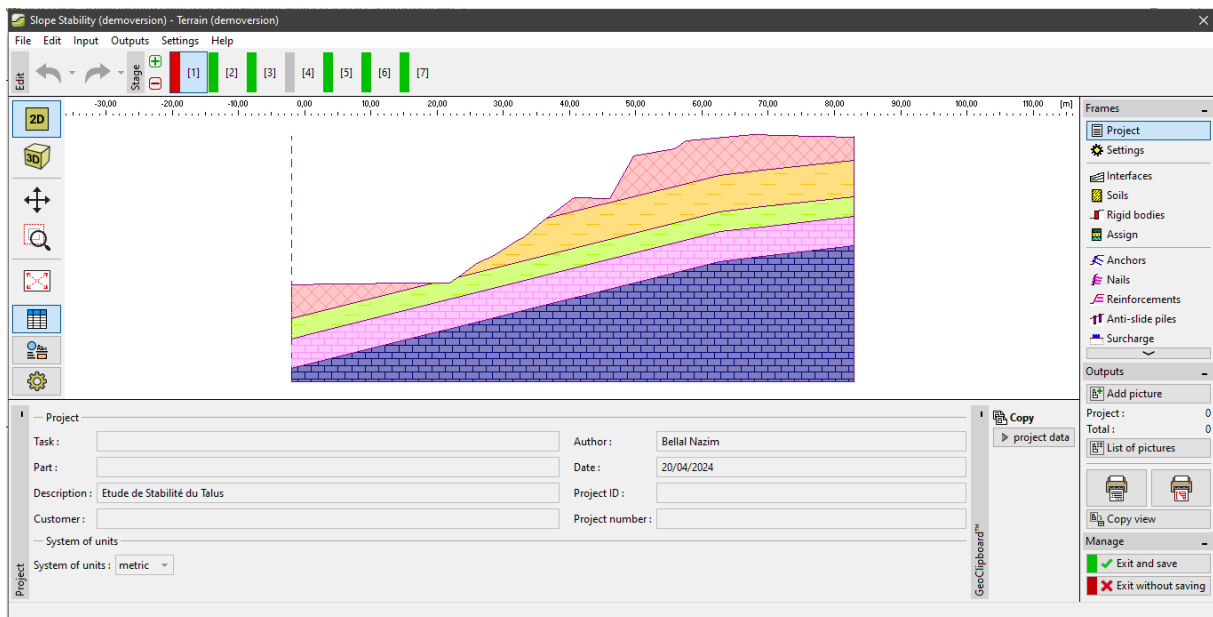 Slope Stability (demoversion) - Terrain (demoversion)
File Edit Input Outputs Settings Help
Edit
Stage
[1] [2] [3] [4] [5] [6] [7]
-30,00 -20,00 -10,00 0,00 10,00 20,00 30,00 40,00 50,00 60,00 70,00 80,00 90,00 100,00 110,00 [m]
2D
3D
Abc
Frames
Project
Settings
Interfaces
Soils
Rigid bodies
Assign
Anchors
Nails
Reinforcements
Anti-slide piles
Surcharge
Outputs
Add picture
Project : 0
Total : 0
List of pictures
Copy view
Manage
Exit and save
Exit without saving
Project
Project
Task :
Author : Bellal Nazim
Part :
Date : 20/04/2024
Description : Etude de Stabilité du Talus
Project ID :
Customer :
Project number :
System of units
System of units : metric
GeoClipboard™
Copy
project data